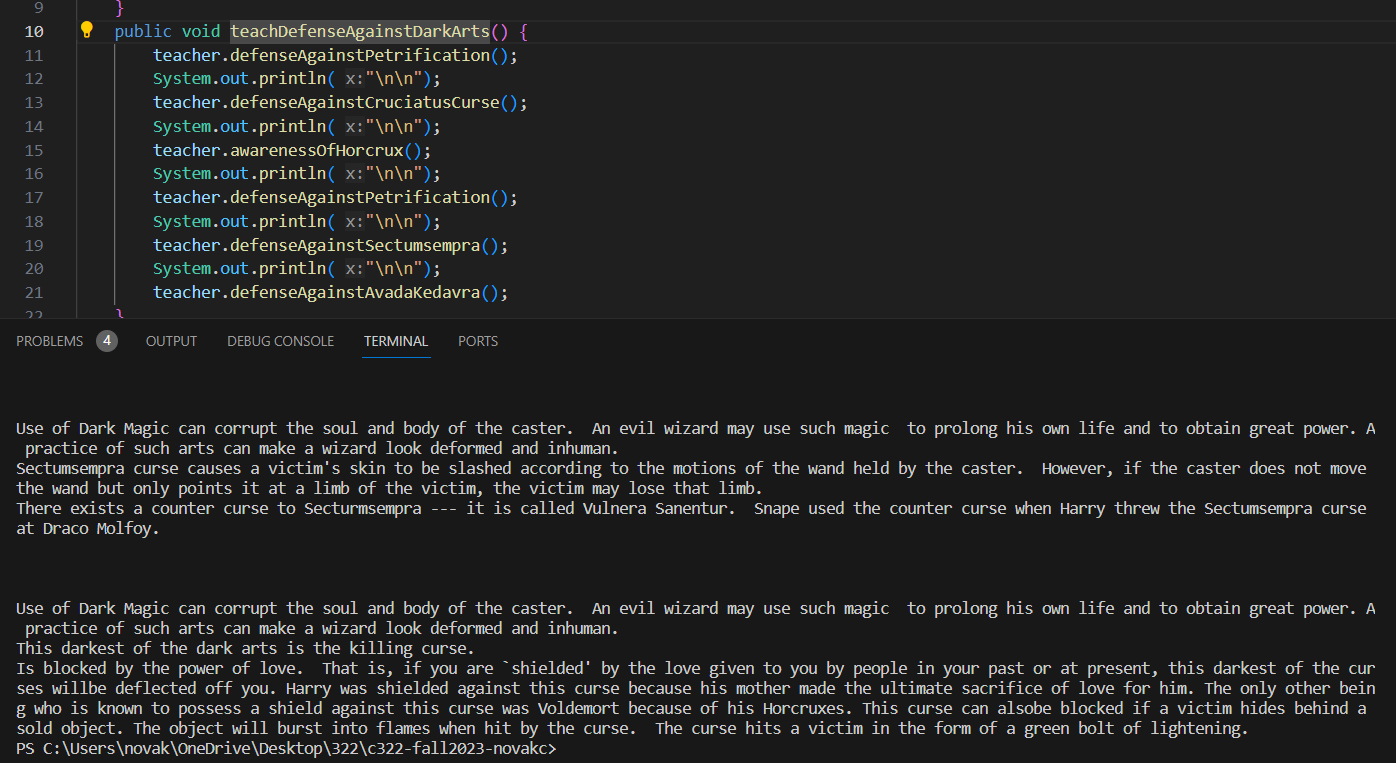 9 }
10 public void teachDefenseAgainstDarkArts() {
11 teacher.defenseAgainstPetrification();
12 System.out.println( x:"\n\n");
13 teacher.defenseAgainstCruciatusCurse();
14 System.out.println( x:"\n\n");
15 teacher.awarenessOfHorcrux();
16 System.out.println( x:"\n\n");
17 teacher.defenseAgainstPetrification();
18 System.out.println( x:"\n\n");
19 teacher.defenseAgainstSectumsempra();
20 System.out.println( x:"\n\n");
21 teacher.defenseAgainstAvadaKedavra();
22 }
PROBLEMS 4 OUTPUT DEBUG CONSOLE TERMINAL PORTS
Use of Dark Magic can corrupt the soul and body of the caster.  An evil wizard may use such magic  to prolong his own life and to obtain great power. A
 practice of such arts can make a wizard look deformed and inhuman.
Sectumsempra curse causes a victim's skin to be slashed according to the motions of the wand held by the caster.  However, if the caster does not move
the wand but only points it at a limb of the victim, the victim may lose that limb.
There exists a counter curse to Secturmsempra --- it is called Vulnera Sanentur.  Snape used the counter curse when Harry threw the Sectumsempra curse
at Draco Molfoy.
Use of Dark Magic can corrupt the soul and body of the caster.  An evil wizard may use such magic  to prolong his own life and to obtain great power. A
 practice of such arts can make a wizard look deformed and inhuman.
This darkest of the dark arts is the killing curse.
Is blocked by the power of love.  That is, if you are `shielded' by the love given to you by people in your past or at present, this darkest of the cur
ses willbe deflected off you. Harry was shielded against this curse because his mother made the ultimate sacrifice of love for him. The only other bein
g who is known to possess a shield against this curse was Voldemort because of his Horcruxes. This curse can alsobe blocked if a victim hides behind a
sold object. The object will burst into flames when hit by the curse.  The curse hits a victim in the form of a green bolt of lightening.
PS C:\Users\novak\OneDrive\Desktop\322\c322-fall2023-novakc>